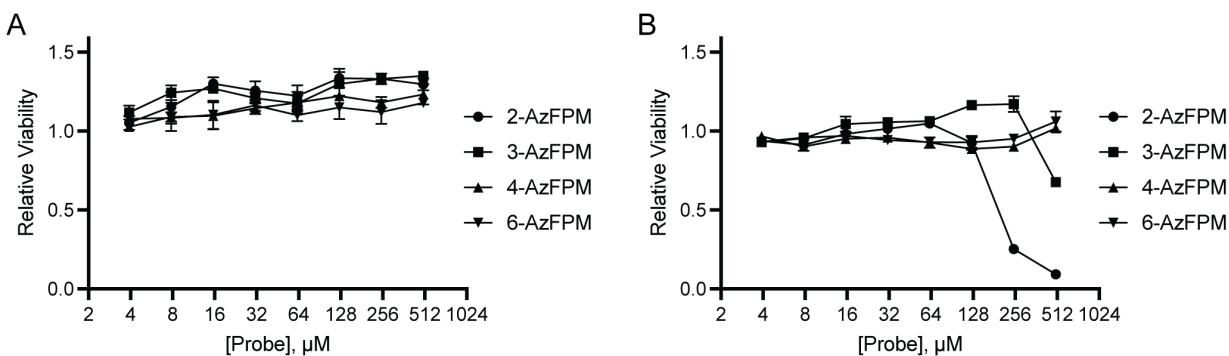 A
Relative Viability
1.5
1.0
0.5
0.0
2 4 8 16 32 64 128 256 512 1024
[Probe], µM
2-AzFPM
3-AzFPM
4-AzFPM
6-AzFPM
B
Relative Viability
1.5
1.0
0.5
0.0
2 4 8 16 32 64 128 256 512 1024
[Probe], µM
2-AzFPM
3-AzFPM
4-AzFPM
6-AzFPM